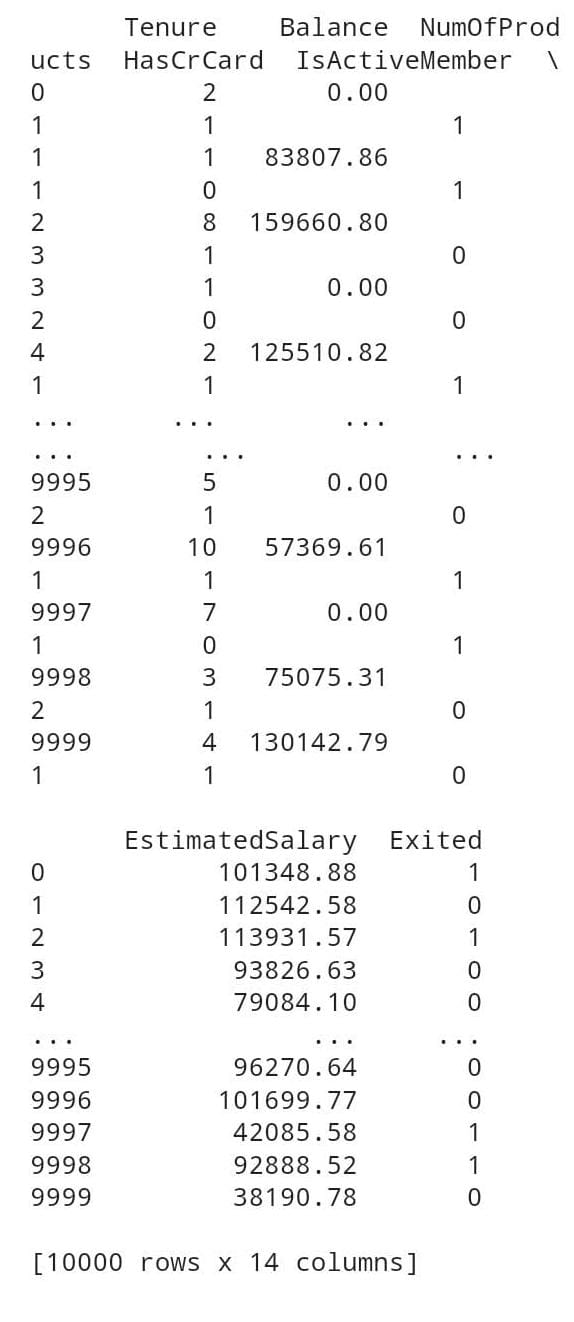 Tenure    Balance  NumOfProd
ucts  HasCrCard  IsActiveMember  \
0          2       0.00
1          1               1
1          1   83807.86
1          0               1
2          8  159660.80
3          1               0
3          1       0.00
2          0               0
4          2  125510.82
1          1               1
...      ...        ...
...        ...             ...
9995       5       0.00
2          1               0
9996      10   57369.61
1          1               1
9997       7       0.00
1          0               1
9998       3   75075.31
2          1               0
9999       4  130142.79
1          1               0
EstimatedSalary  Exited
0           101348.88       1
1           112542.58       0
2           113931.57       1
3            93826.63       0
4            79084.10       0
...               ...     ...
9995         96270.64       0
9996        101699.77       0
9997         42085.58       1
9998         92888.52       1
9999         38190.78       0
[10000 rows x 14 columns]